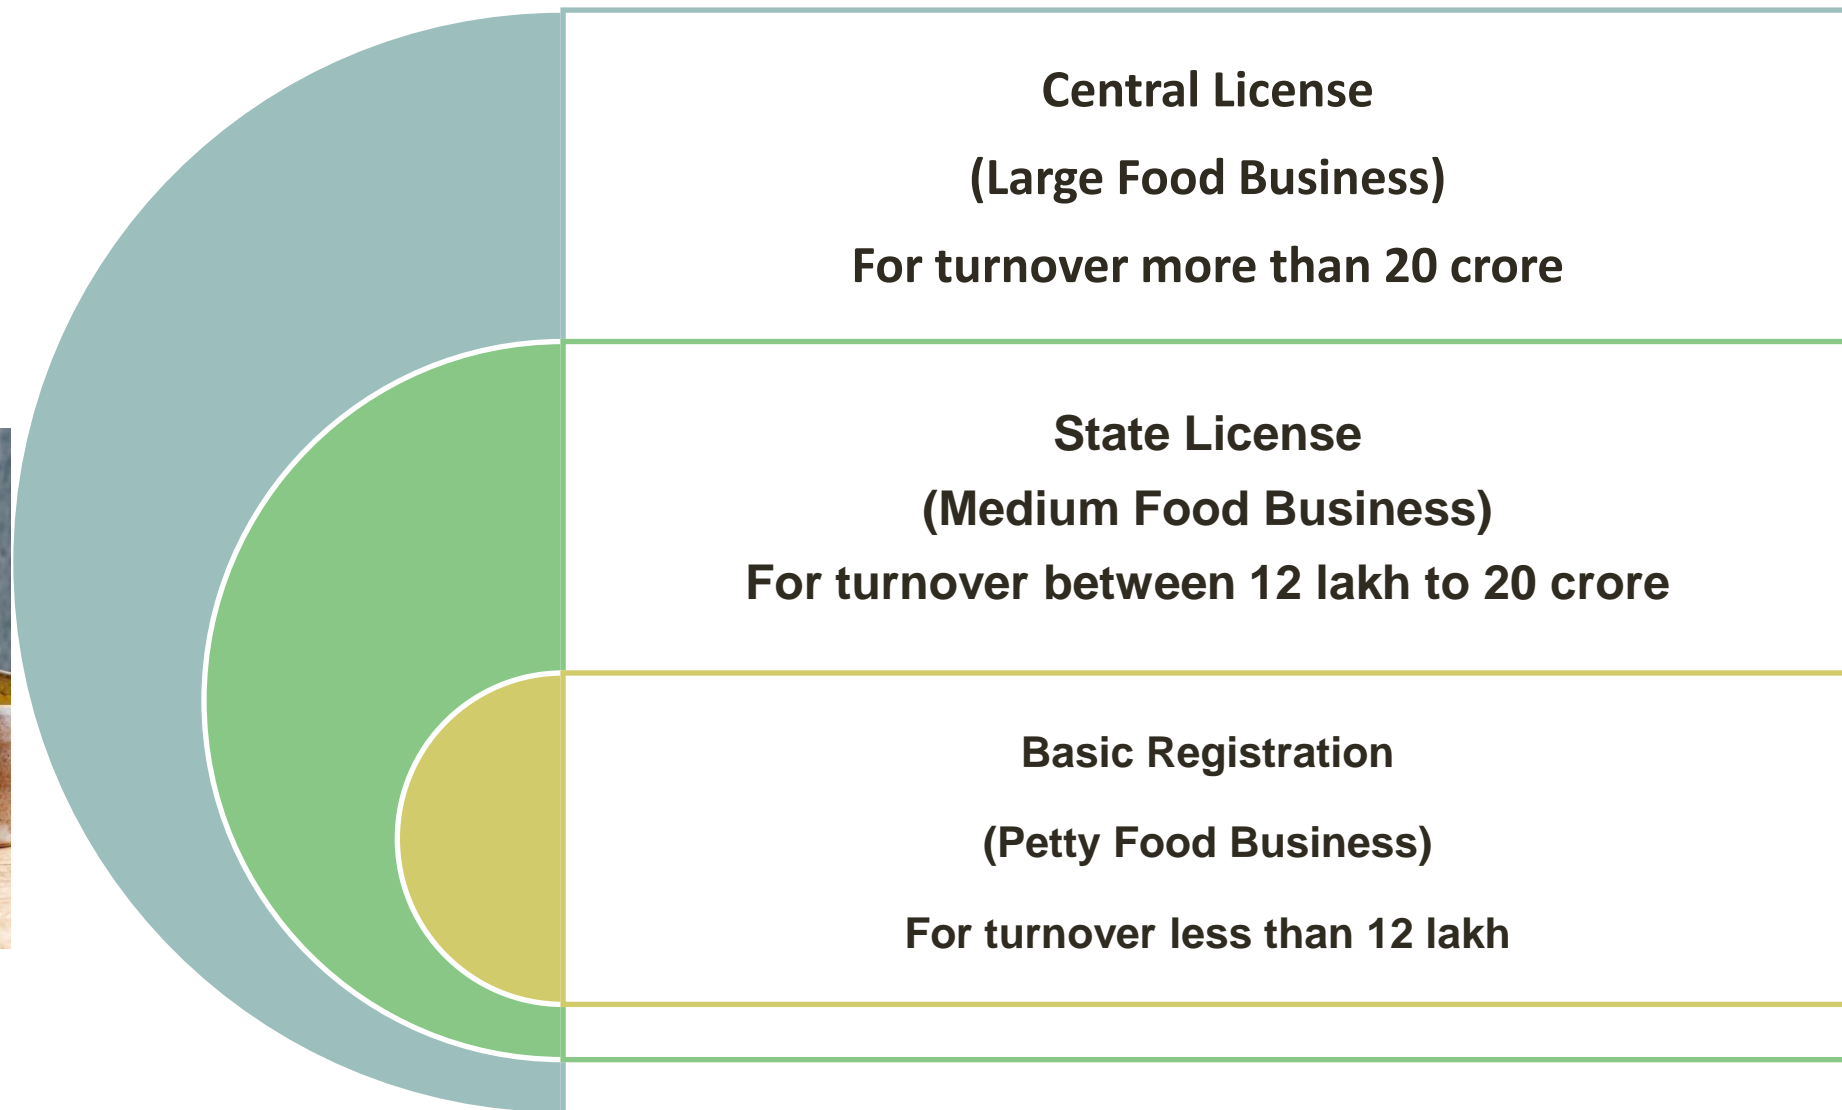 Central License
(Large Food Business)
For turnover more than 20 crore
State License
(Medium Food Business)
For turnover between 12 lakh to 20 crore
Basic Registration
(Petty Food Business)
For turnover less than 12 lakh